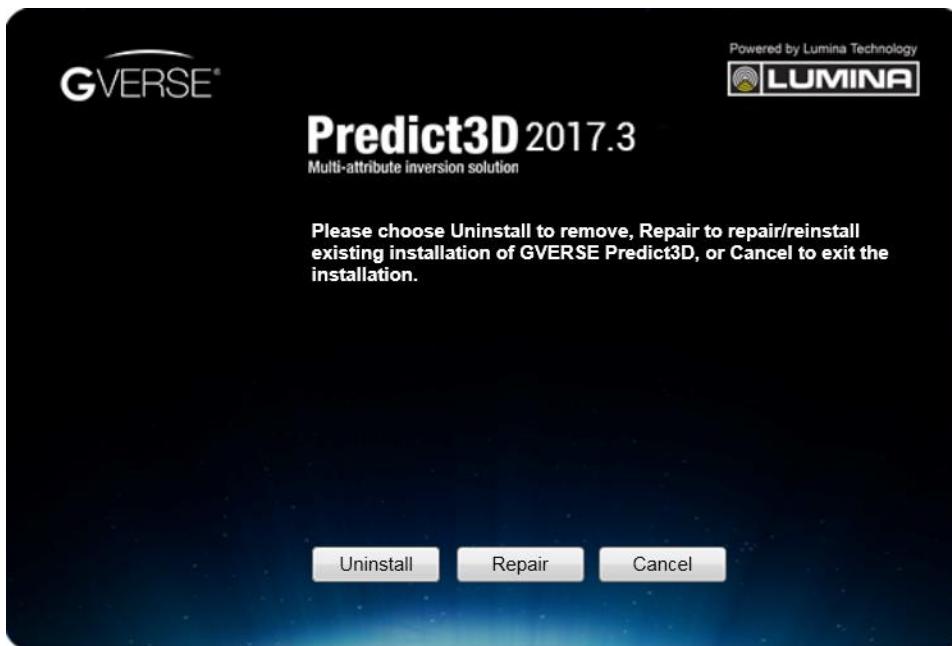 GVERSE®
Powered by Lumina Technology
LUMINA
Predict3D 2017.3
Multi-attribute inversion solution
Please choose Uninstall to remove, Repair to repair/reinstall
existing installation of GVERSE Predict3D, or Cancel to exit the
installation.
Uninstall Repair Cancel